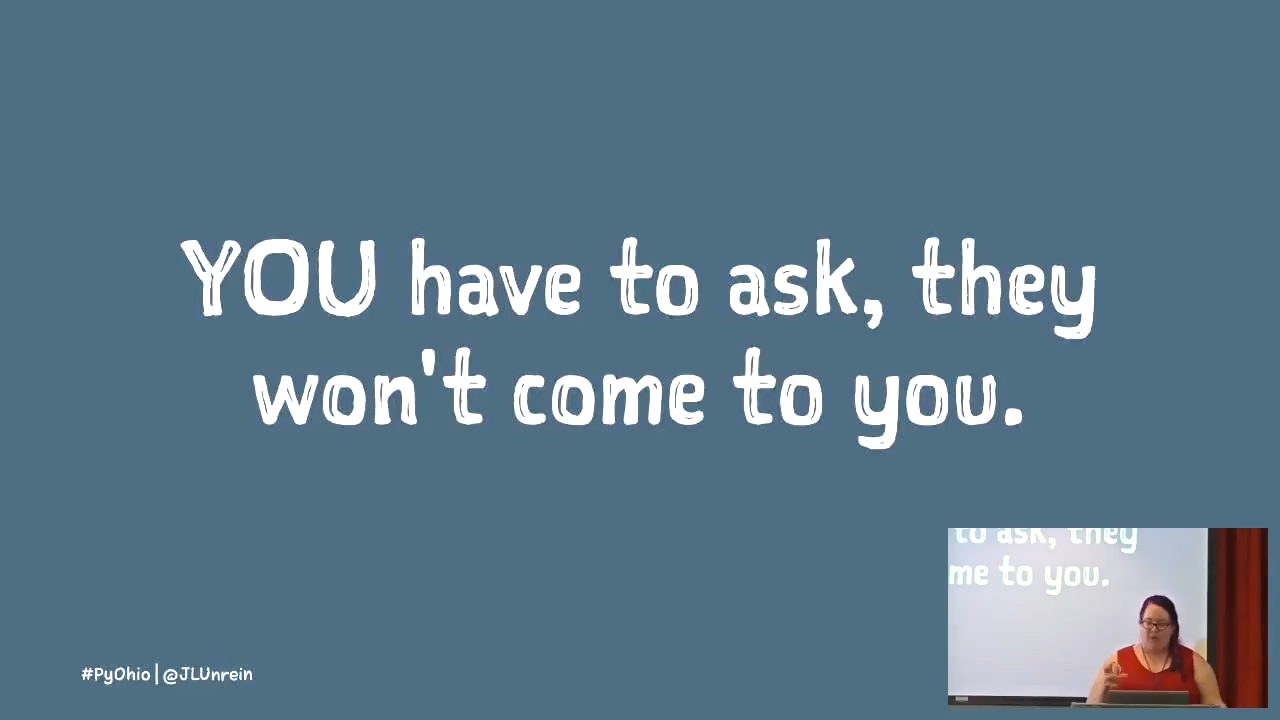 YOU have to ask, they
won't come to you.
to ask, they
me to you.
#PyOhio|@JLUnrein